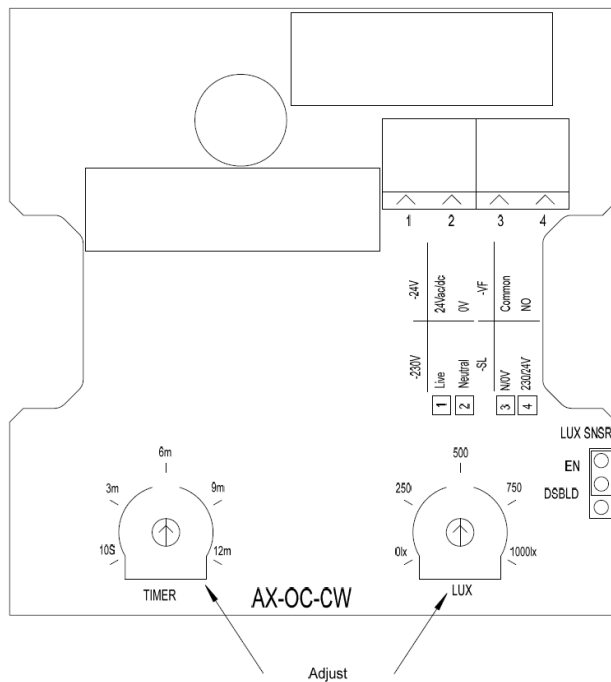 1 2 3 4
-24V 24Vac/dc 0V -VF Common NO
-230V Live Neutral -SL N/0V 230/24V
1 2 3 4
LUX SNSR
EN
DSBLD
6m
3m 9m
10S 12m
TIMER
500
250 750
0lx 1000lx
LUX
AX-OC-CW
Adjust